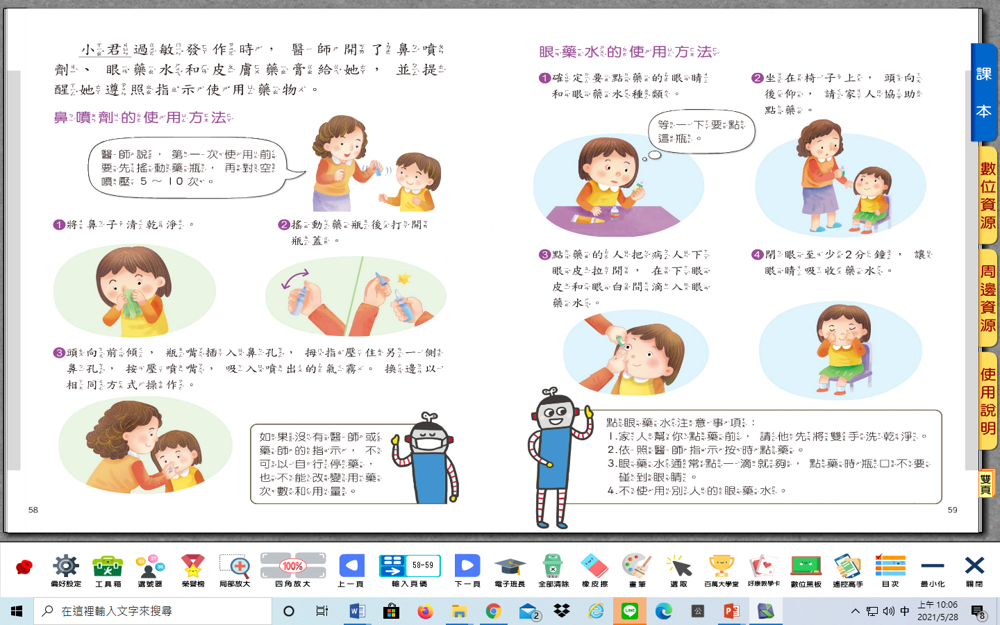 小君過敏發作時，醫師開了鼻噴
劑、眼藥水和皮膚藥膏給她，並提
醒她遵照指示使用藥物。
鼻噴劑的使用方法
醫師說，第一次使用前
要先搖動藥瓶，再對空
噴壓5～10次。
1將鼻子清乾淨。
2搖動藥瓶後打開
瓶蓋。
3頭向前傾，瓶嘴插入鼻孔，拇指壓住另一側
鼻孔，按壓噴嘴，吸入噴出的氣霧。換邊以
相同方式操作。
如果沒有醫師或
藥師的指示，不
可以自行停藥，
也不能改變用藥
次數和用量。
58
眼藥水的使用方法
1確定要點藥的眼睛
和眼藥水種類。
等一下要點
這瓶。
2坐在椅子上，頭向
後仰，請家人協助
點藥。
3點藥的人把病人下
眼皮拉開，在下眼
皮和眼白間滴入眼
藥水。
4閉眼至少2分鐘，讓
眼睛吸收藥水。
點眼藥水注意事項：
1.家人幫你點藥前，請他先將雙手洗乾淨。
2.依照醫師指示按時點藥。
3.眼藥水通常點一滴就夠，點藥時瓶口不要
碰到眼睛。
4.不使用別人的眼藥水。
59
課本
數位資源
周邊資源
使用說明
雙頁
偏好設定
工具箱
選號器
榮譽榜
局部放大
100%
四角放大
上一頁
58-59
輸入頁碼
下一頁
電子班長
全部清除
橡皮擦
畫筆
選取
百萬大學堂
好康教學卡
數位黑板
遙控高手
目次
最小化
關閉
在這裡輸入文字來搜尋
2
LINE
公
中
上午 10:06
2021/5/28
8